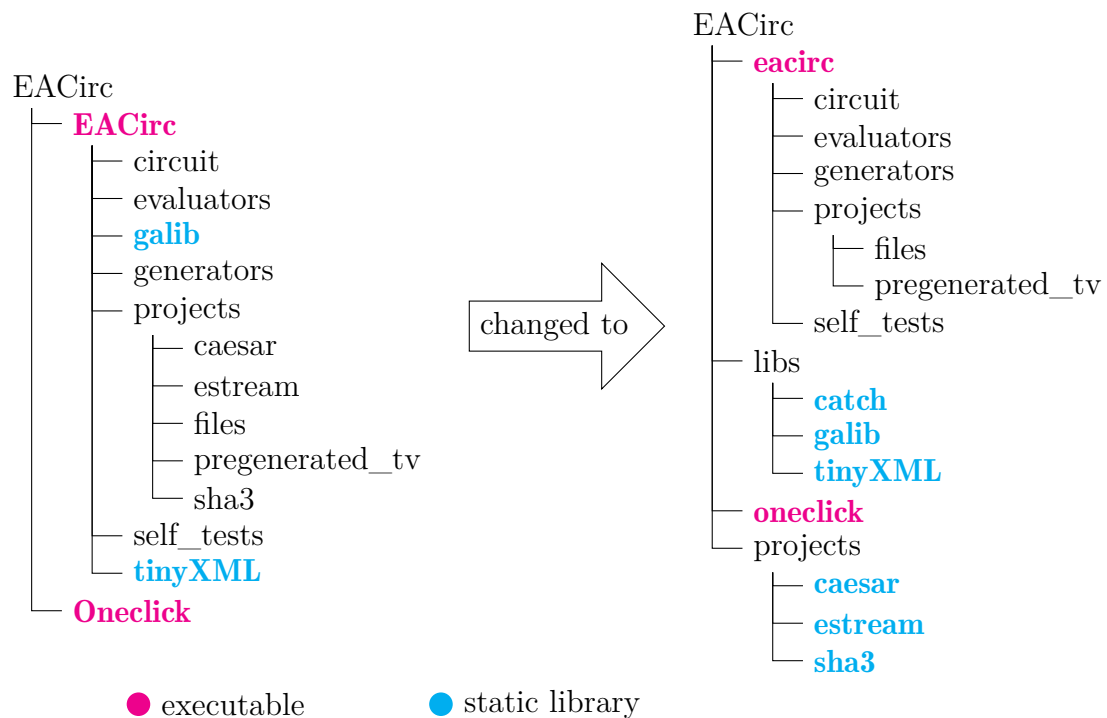 EACirc
EACirc
circuit
evaluators
galib
generators
projects
caesar
estream
files
pregenerated_tv
sha3
self_tests
tinyXML
Oneclick
changed to
EACirc
eacirc
circuit
evaluators
generators
projects
files
pregenerated_tv
self_tests
libs
catch
galib
tinyXML
oneclick
projects
caesar
estream
sha3
executable
static library